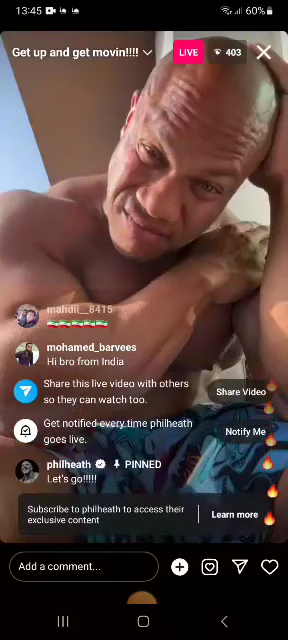 13:45
60%
Get up and get movin!!!!
LIVE
403
mahdii__8415
mohamed_barvees
Hi bro from India
Share this live video with others
so they can watch too.
Share Video
Get notified every time philheath
goes live.
Notify Me
philheath
PINNED
Let's go!!!!!
Subscribe to philheath to access their
exclusive content
Learn more
Add a comment...